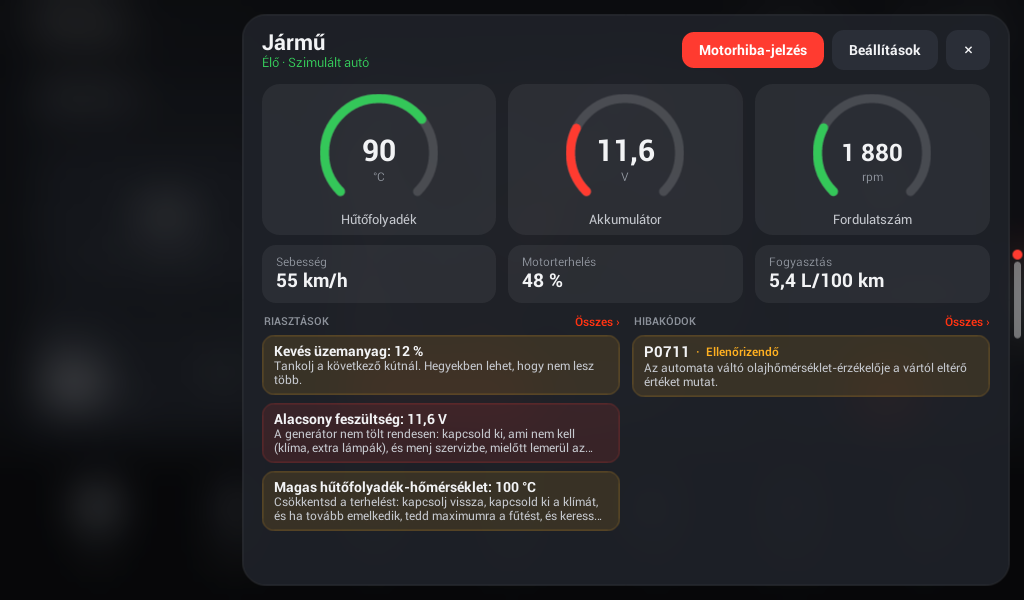 Jármű
Élő · Szimulált autó
Motorhiba-jelzés
Beállítások
×
90
°C
Hűtőfolyadék
11,6
V
Akkumulátor
1 880
rpm
Fordulatszám
Sebesség
55 km/h
Motorterhelés
48 %
Fogyasztás
5,4 L/100 km
RIASZTÁSOK
Összes ›
Kevés üzemanyag: 12 %
Tankolj a következő kútnál. Hegyekben lehet, hogy nem lesz
több.
Alacsony feszültség: 11,6 V
A generátor nem tölt rendesen: kapcsold ki, ami nem kell
(klíma, extra lámpák), és menj szervizbe, mielőtt lemerül az…
Magas hűtőfolyadék-hőmérséklet: 100 °C
Csökkentsd a terhelést: kapcsolj vissza, kapcsold ki a klímát,
és ha tovább emelkedik, tedd maximumra a fűtést, és keress…
HIBAKÓDOK
Összes ›
P0711 · Ellenőrizendő
Az automata váltó olajhőmérséklet-érzékelője a vártól eltérő
értéket mutat.